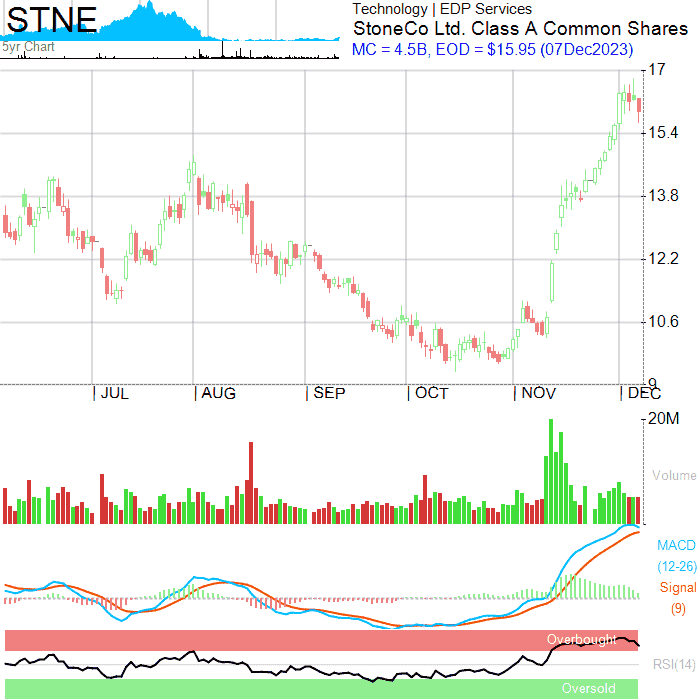 STNE
5yr Chart
Technology | EDP Services
StoneCo Ltd. Class A Common Shares
MC = 4.5B, EOD = $15.95 (07Dec2023)
17
15.4
13.8
12.2
10.6
9
JUL AUG SEP OCT NOV DEC
20M
Volume
MACD
(12-26)
Signal
(9)
Overbought
RSI(14)
Oversold